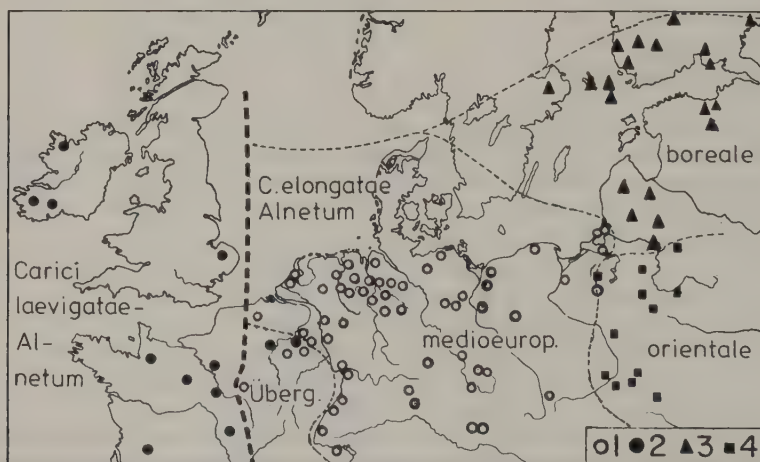 boreale
C.elongatae
Alnetum
Carici
laevigatae-
Al-
netum
medioeurop.
orientale
Überg.
1 2 3 4